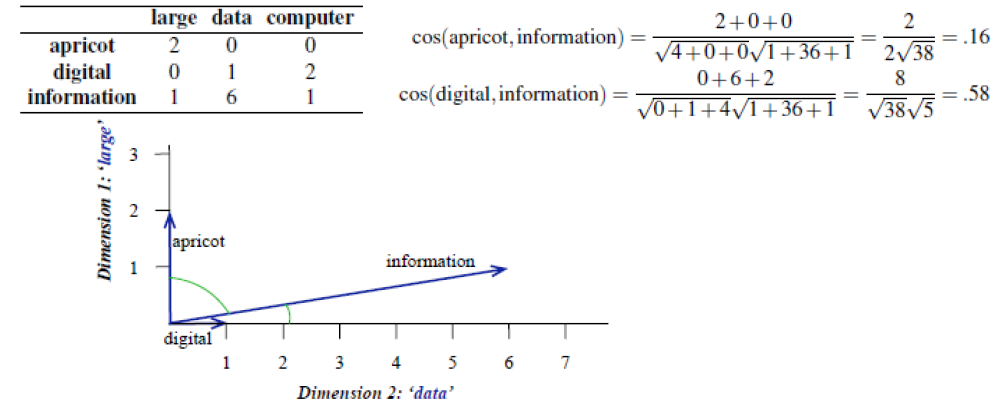 large data computer
apricot 2 0 0
digital 0 1 2
information 1 6 1
cos(apricot,information) = 2+0+0 / √4+0+0√1+36+1 = 2 / 2√38 = .16
cos(digital,information) = 0+6+2 / √0+1+4√1+36+1 = 8 / √38√5 = .58
Dimension 1: ‘large’
3
2
1
apricot
information
digital
1 2 3 4 5 6 7
Dimension 2: ‘data’